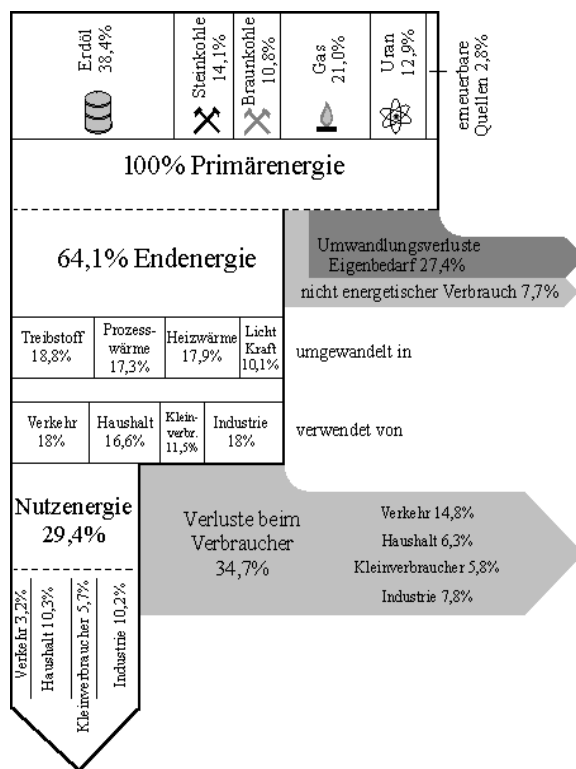 Erdöl
38,4%
Steinkohle
14,1%
Braunkohle
10,8%
Gas
21,0%
Uran
12,9%
erneuerbare
Quellen 2,8%
100% Primärenergie
64,1% Endenergie
Umwandlungsverluste
Eigenbedarf 27,4%
nicht energetischer Verbrauch 7,7%
Treibstoff
18,8%
Prozess-
wärme
17,3%
Heizwärme
17,9%
Licht
Kraft
10,1%
umgewandelt in
Verkehr
18%
Haushalt
16,6%
Klein-
verbr.
11,5%
Industrie
18%
verwendet von
Nutzenergie
29,4%
Verluste beim
Verbraucher
34,7%
Verkehr 14,8%
Haushalt 6,3%
Kleinverbraucher 5,8%
Industrie 7,8%
Verkehr 3,2%
Haushalt 10,3%
Kleinverbraucher 5,7%
Industrie 10,2%